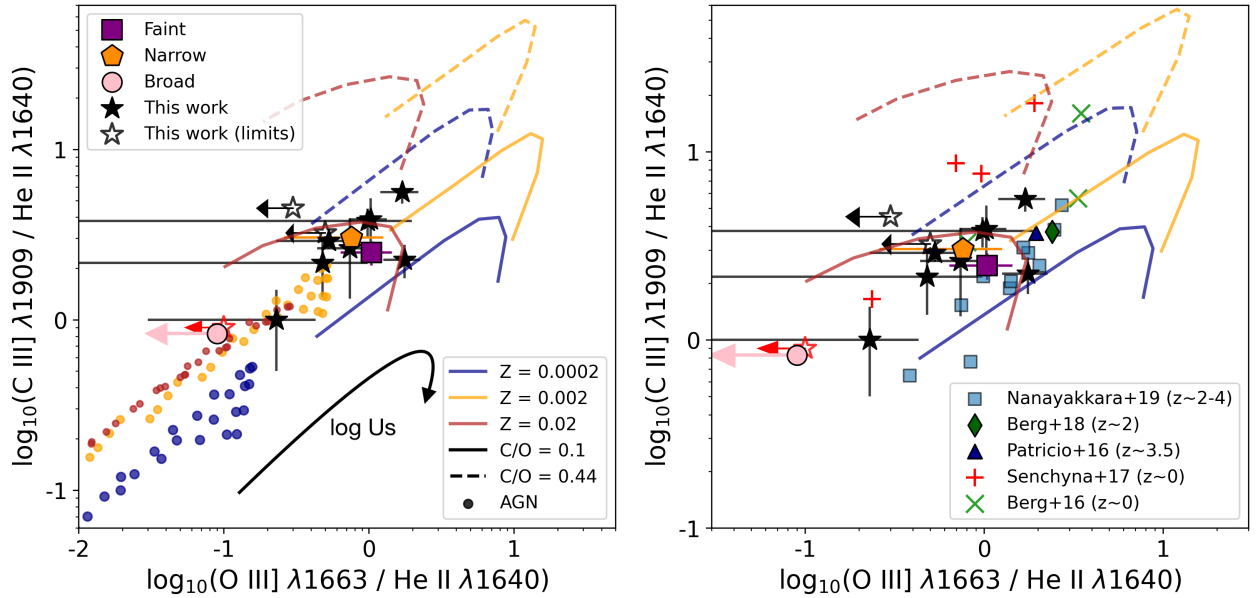 Faint
Narrow
Broad
This work
This work (limits)
log₁₀(C III] λ1909 / He II λ1640)
1
0
-1
log Us
Z = 0.0002
Z = 0.002
Z = 0.02
C/O = 0.1
C/O = 0.44
AGN
-2
-1
0
1
log₁₀(O III] λ1663 / He II λ1640)
log₁₀(C III] λ1909 / He II λ1640)
1
0
-1
Nanayakkara+19 (z~2-4)
Berg+18 (z~2)
Patricio+16 (z~3.5)
Senchyna+17 (z~0)
Berg+16 (z~0)
-1
0
1
log₁₀(O III] λ1663 / He II λ1640)